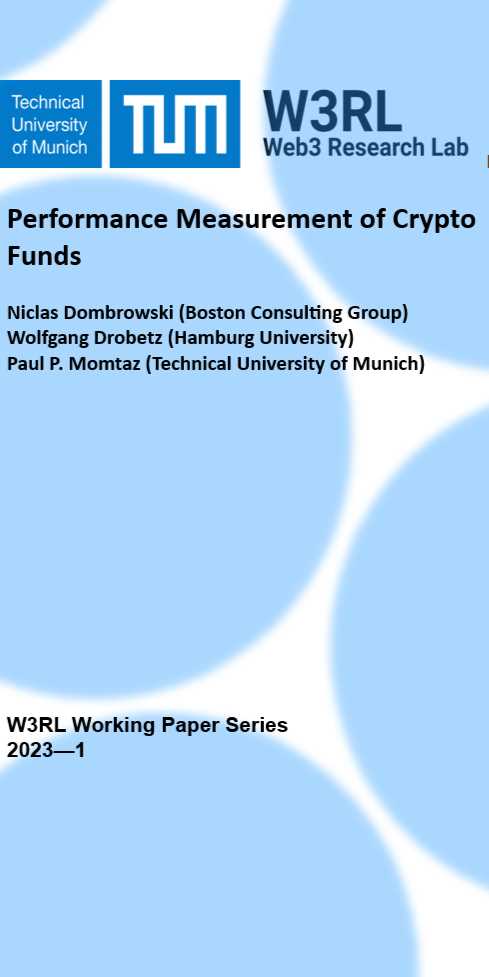 Technical
University
of Munich
TUM
W3RL
Web3 Research Lab
Performance Measurement of Crypto
Funds
Niclas Dombrowski (Boston Consulting Group)
Wolfgang Drobetz (Hamburg University)
Paul P. Momtaz (Technical University of Munich)
W3RL Working Paper Series
2023—1